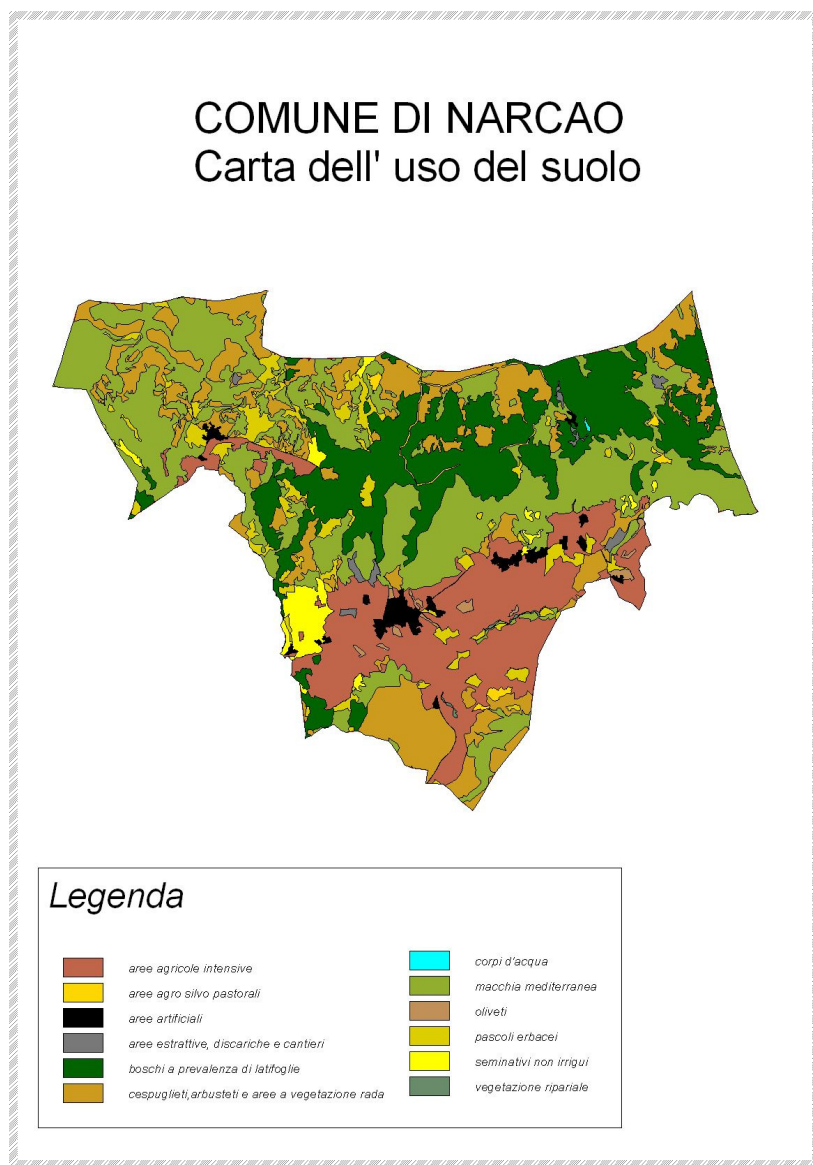 COMUNE DI NARCAO
Carta dell' uso del suolo
Legenda
aree agricole intensive
aree agro silvo pastorali
aree artificiali
aree estrattive, discariche e cantieri
boschi a prevalenza di latifoglie
cespuglieti,arbusteti e aree a vegetazione rada
corpi d'acqua
macchia mediterranea
oliveti
pascoli erbacei
seminativi non irrigui
vegetazione ripariale